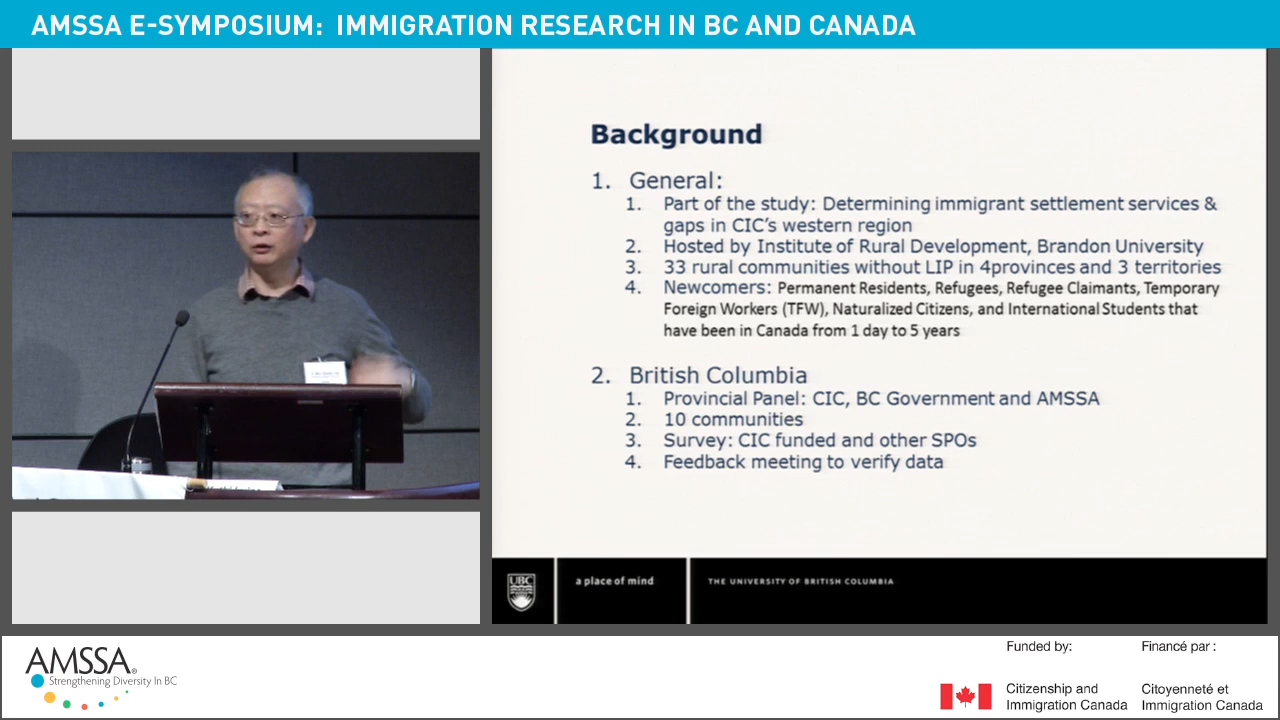 AMSSA E-SYMPOSIUM: IMMIGRATION RESEARCH IN BC AND CANADA
Background
1. General:
1. Part of the study: Determining immigrant settlement services &
gaps in CIC's western region
2. Hosted by Institute of Rural Development, Brandon University
3. 33 rural communities without LIP in 4provinces and 3 territories
4. Newcomers: Permanent Residents, Refugees, Refugee Claimants, Temporary
Foreign Workers (TFW), Naturalized Citizens, and International Students that
have been in Canada from 1 day to 5 years
2. British Columbia
1. Provincial Panel: CIC, BC Government and AMSSA
2. 10 communities
3. Survey: CIC funded and other SPOs
4. Feedback meeting to verify data
UBC
a place of mind
THE UNIVERSITY OF BRITISH COLUMBIA
AMSSA®
Strengthening Diversity In BC
Funded by:
Citizenship and
Immigration Canada
Financé par :
Citoyenneté et
Immigration Canada